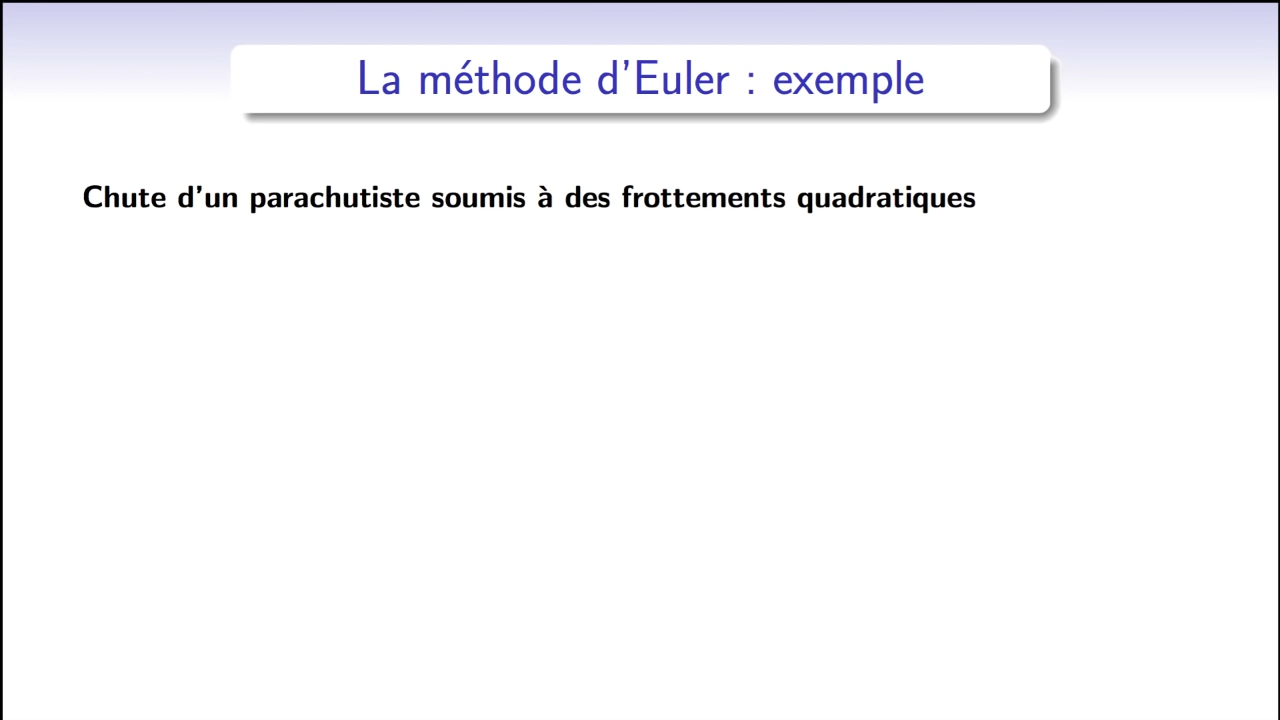 La méthode d'Euler : exemple
Chute d'un parachutiste soumis à des frottements quadratiques